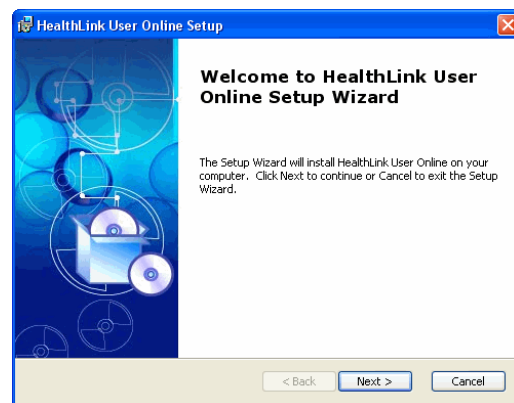 HealthLink User Online Setup
Welcome to HealthLink User
Online Setup Wizard
The Setup Wizard will install HealthLink User Online on your
computer. Click Next to continue or Cancel to exit the Setup
Wizard.
< Back
Next >
Cancel